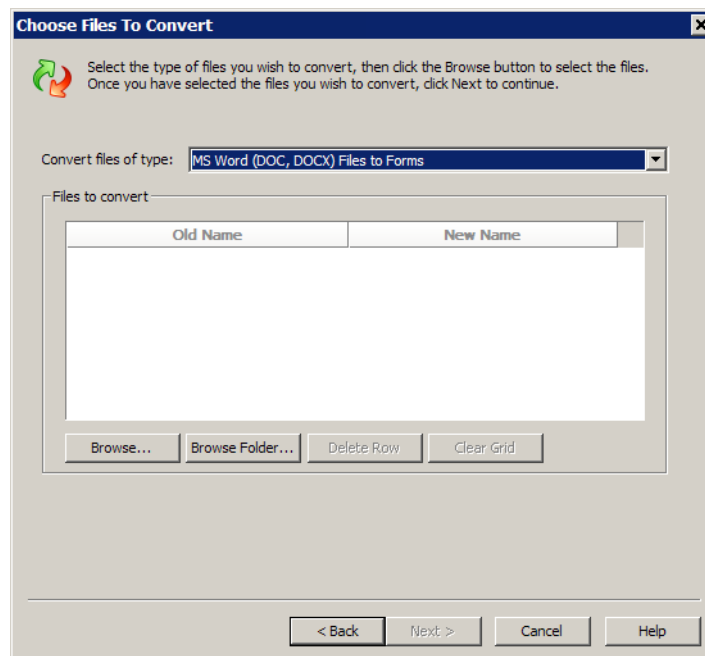 Choose Files To Convert
Select the type of files you wish to convert, then click the Browse button to select the files.
Once you have selected the files you wish to convert, click Next to continue.
Convert files of type: MS Word (DOC, DOCX) Files to Forms
Files to convert
Old Name New Name
Browse... Browse Folder... Delete Row Clear Grid
< Back Next > Cancel Help